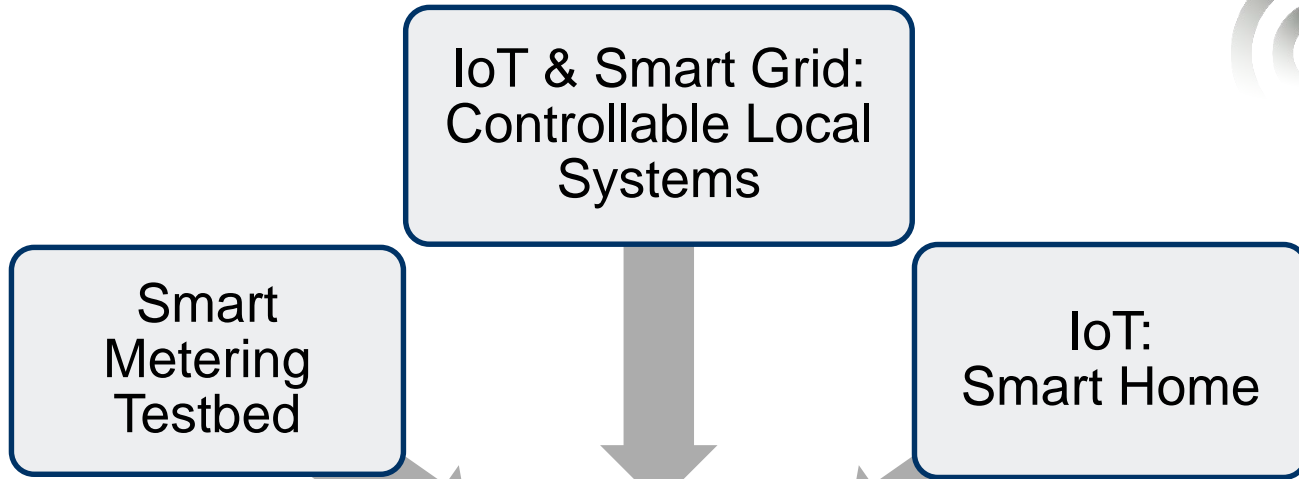 IoT & Smart Grid:
Controllable Local
Systems
Smart
Metering
Testbed
IoT:
Smart Home